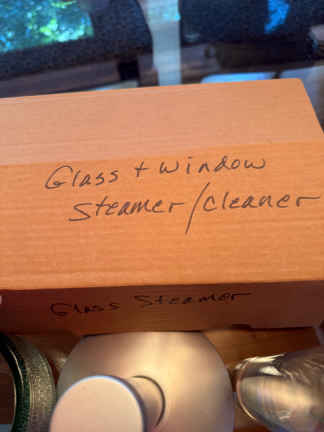 Glass + Window
Steamer/Cleaner
Glass Steamer